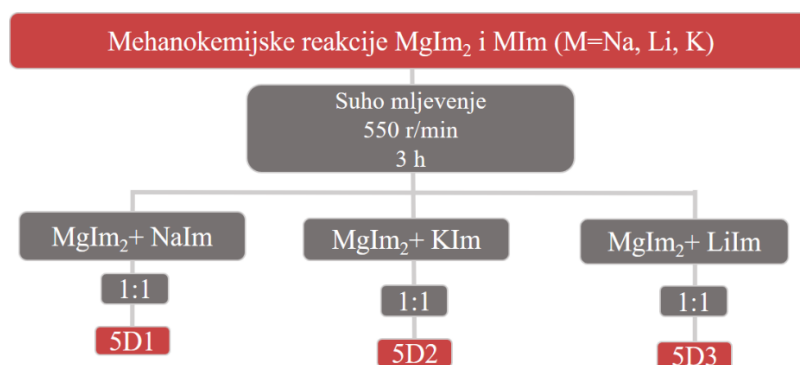 Mehanokemijske reakcije MgIm₂ i MIm (M=Na, Li, K)
Suho mljevenje
550 r/min
3 h
MgIm₂+ NaIm
MgIm₂+ KIm
MgIm₂+ LiIm
1:1
1:1
1:1
5D1
5D2
5D3